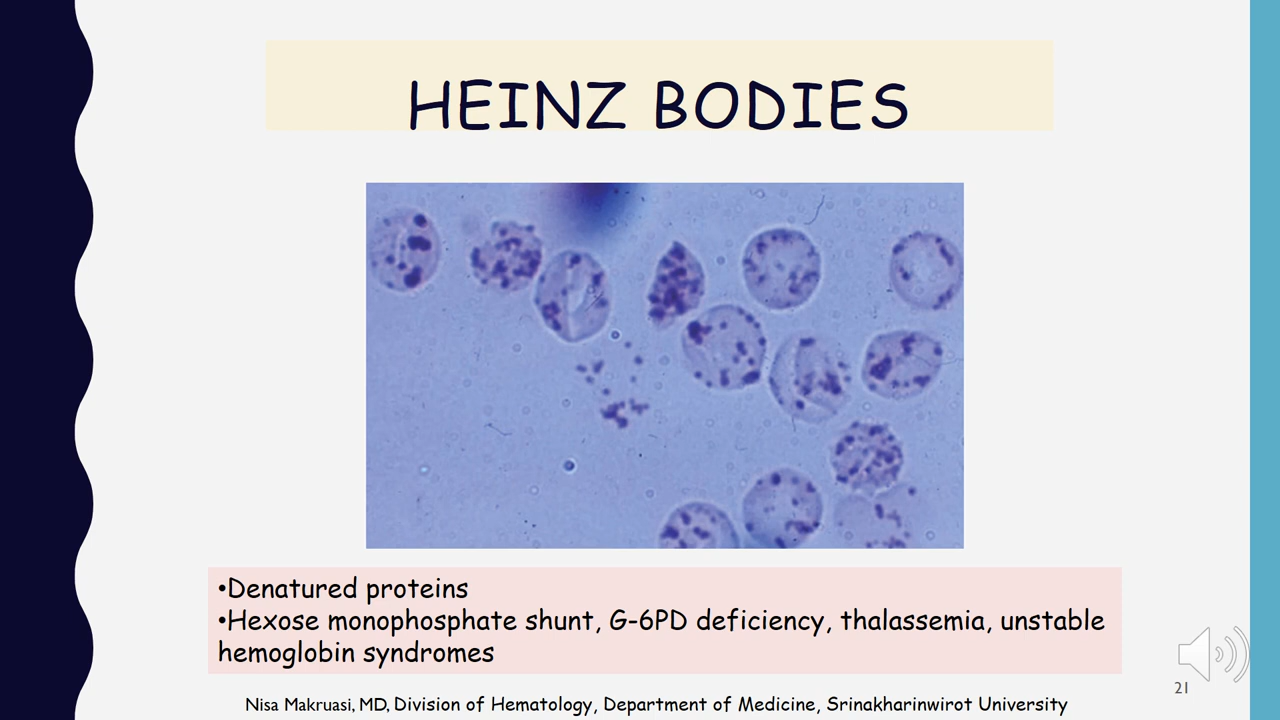 HEINZ BODIES
•Denatured proteins
•Hexose monophosphate shunt, G-6PD deficiency, thalassemia, unstable
hemoglobin syndromes
21
Nisa Makruasi, MD, Division of Hematology, Department of Medicine, Srinakharinwirot University